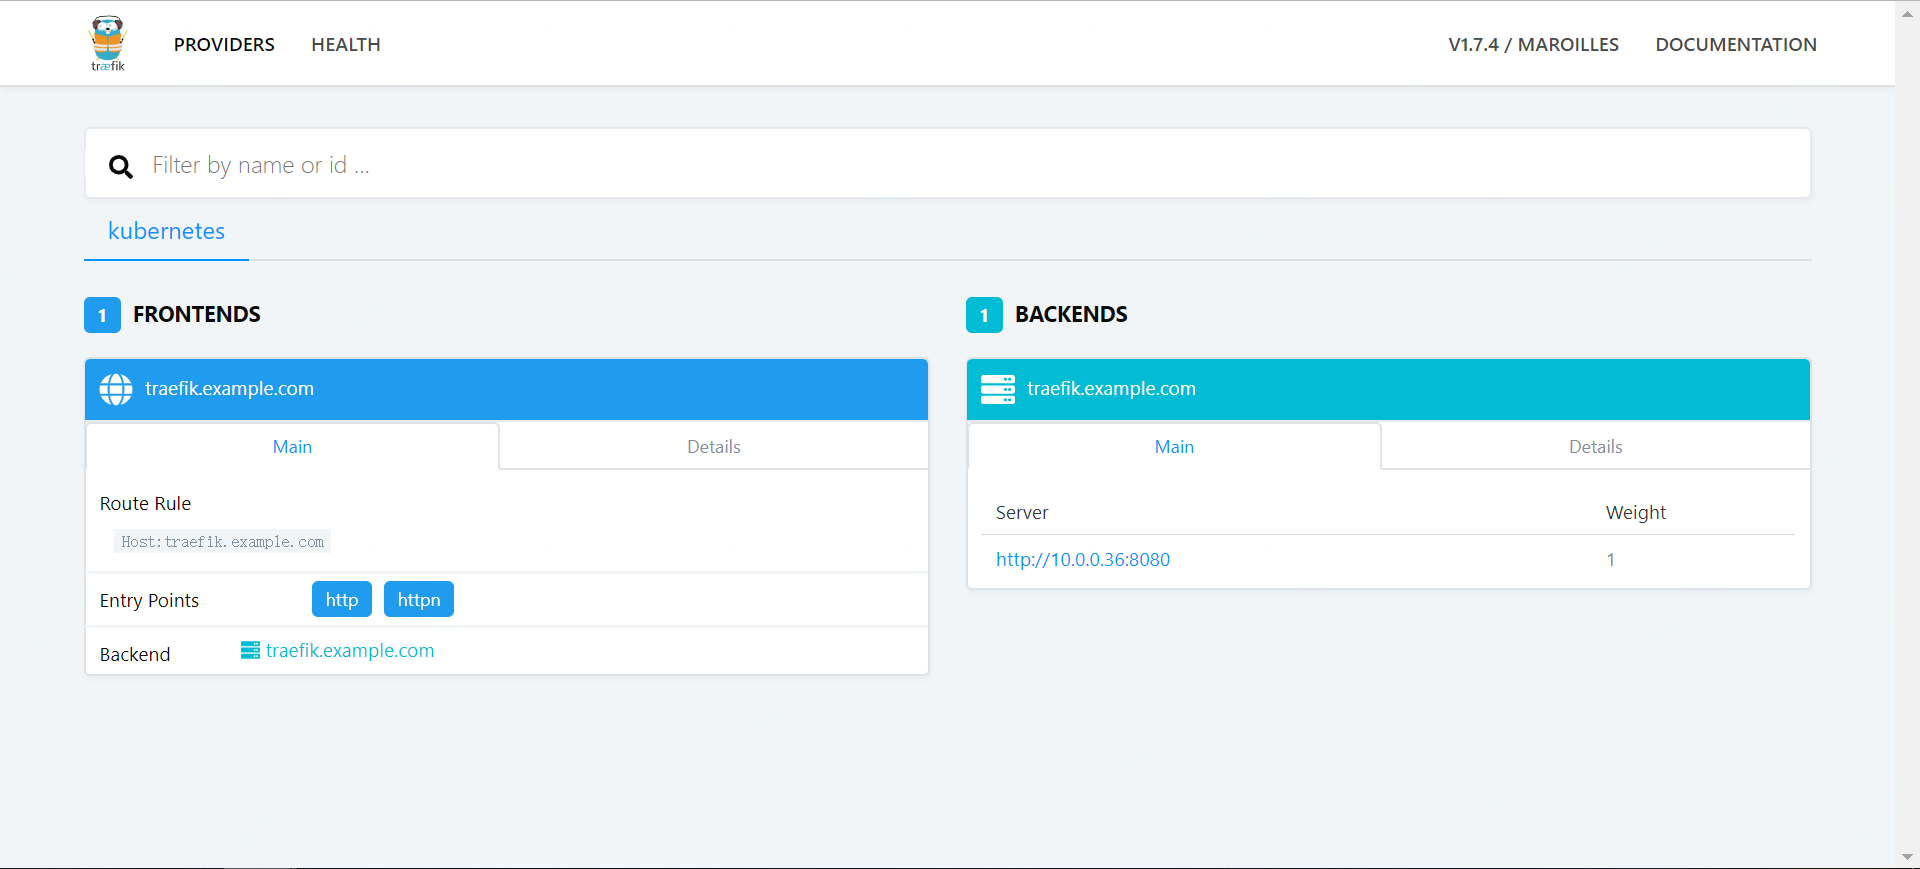 træfik
PROVIDERS
HEALTH
V1.7.4 / MAROILLES
DOCUMENTATION
Filter by name or id ...
kubernetes
1 FRONTENDS
traefik.example.com
Main
Details
Route Rule
Host:traefik.example.com
Entry Points http httpn
Backend traefik.example.com
1 BACKENDS
traefik.example.com
Main
Details
Server Weight
http://10.0.0.36:8080 1